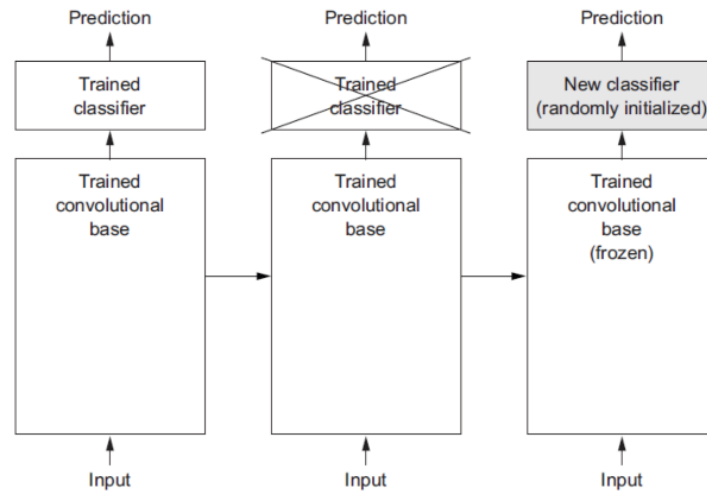 Prediction
Trained
classifier
Trained
convolutional
base
Input
Prediction
Trained
classifier
Trained
convolutional
base
Input
Prediction
New classifier
(randomly initialized)
Trained
convolutional
base
(frozen)
Input